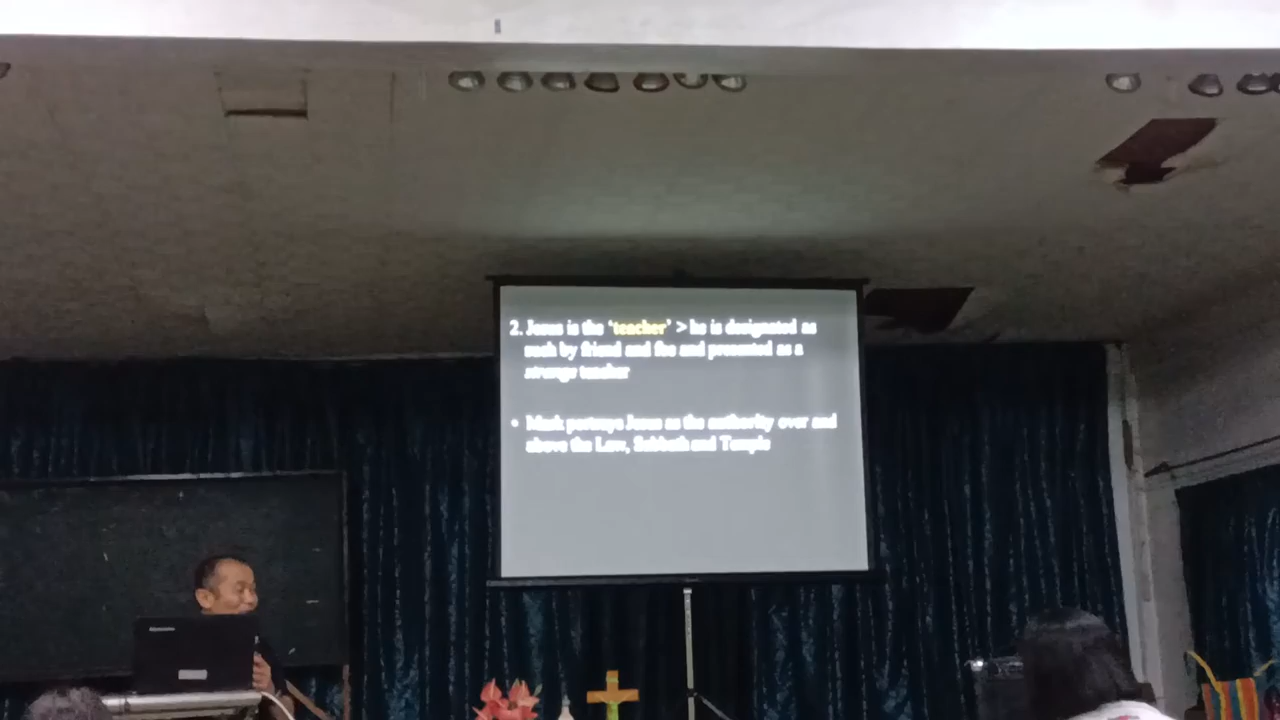 2. Jesus is the 'teacher' > he is designated as
such by friend and foe and presented as a
strange teacher
• Mark portrays Jesus as the authority over and
above the Law, Sabbath and Temple